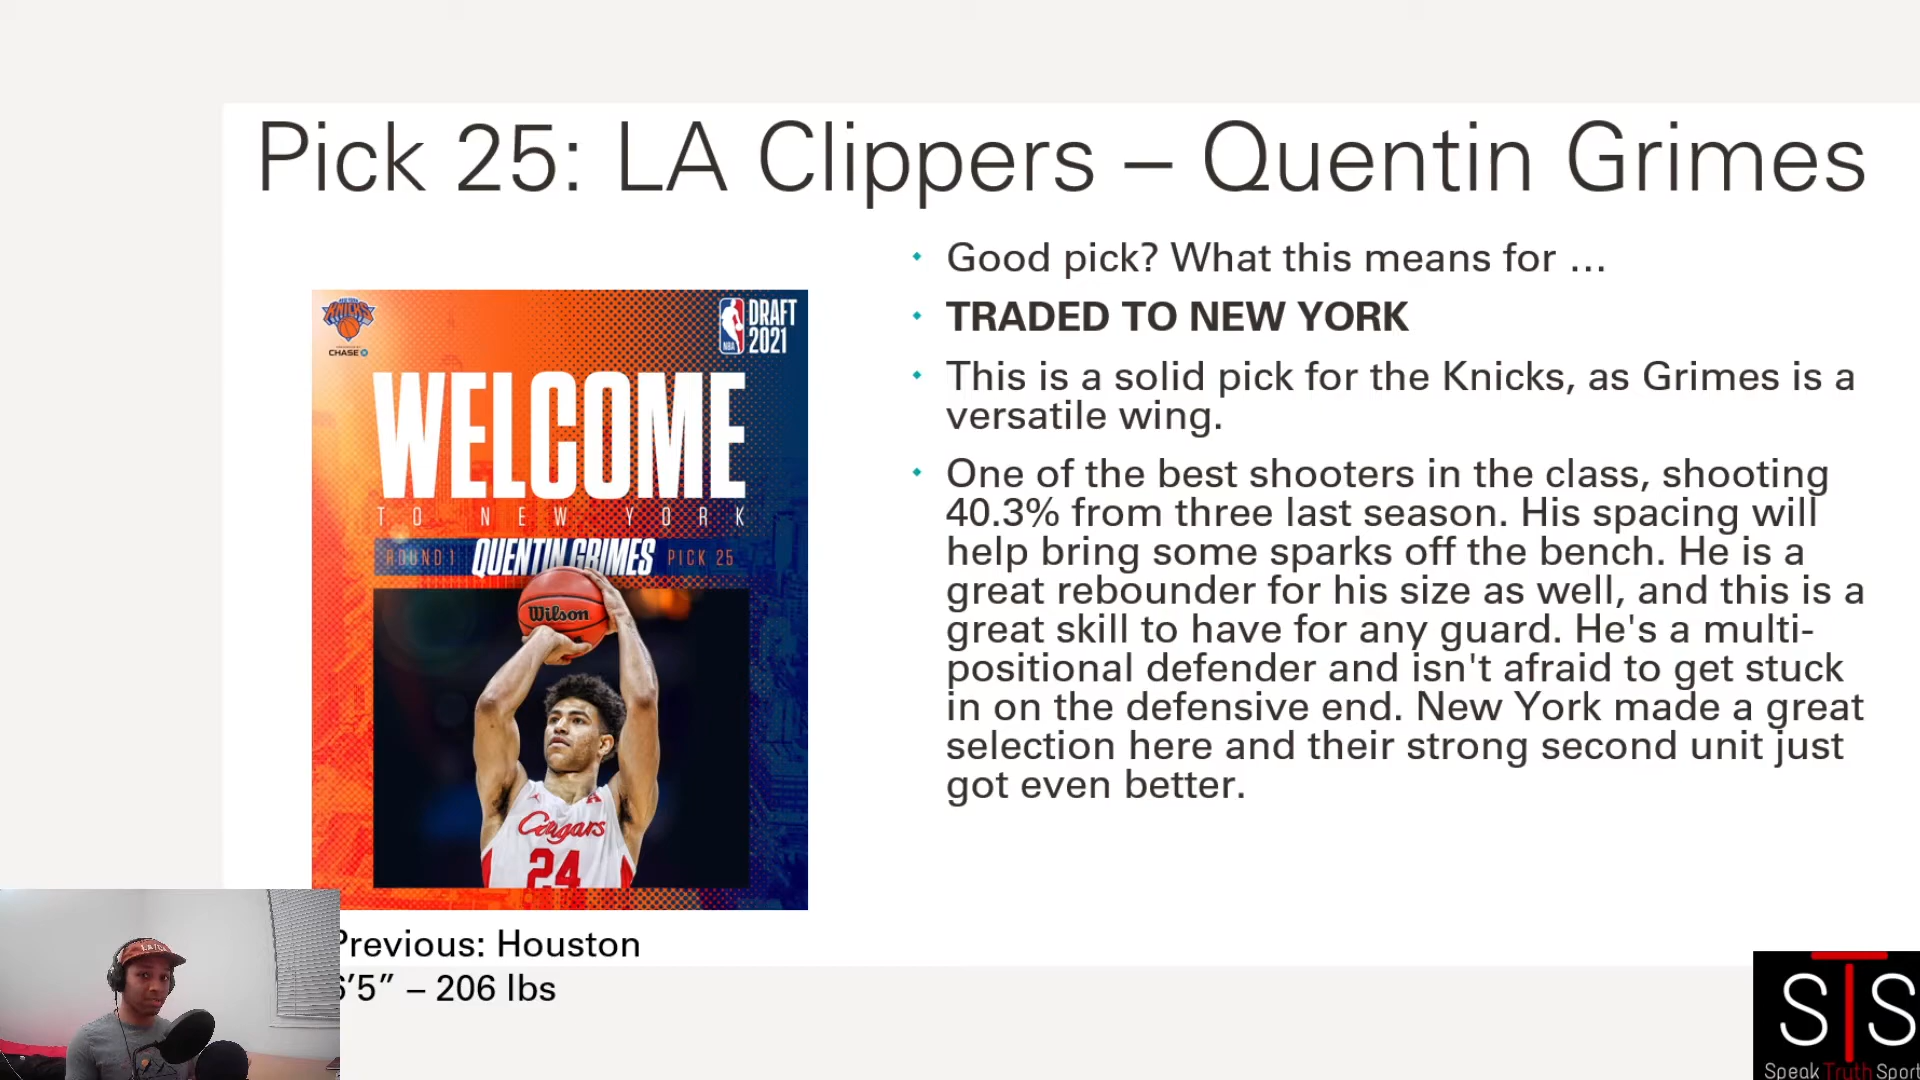 Pick 25: LA Clippers – Quentin Grimes
Good pick? What this means for ...
TRADED TO NEW YORK
This is a solid pick for the Knicks, as Grimes is a
versatile wing.
One of the best shooters in the class, shooting
40.3% from three last season. His spacing will
help bring some sparks off the bench. He is a
great rebounder for his size as well, and this is a
great skill to have for any guard. He's a multi-
positional defender and isn't afraid to get stuck
in on the defensive end. New York made a great
selection here and their strong second unit just
got even better.
KNICKS
CHASE
NBA
DRAFT
2021
WELCOME
TO NEW YORK
ROUND 1 QUENTIN GRIMES PICK 25
Wilson
Cougars
24
Previous: Houston
6’5” – 206 lbs
STS
Speak Truth Sport